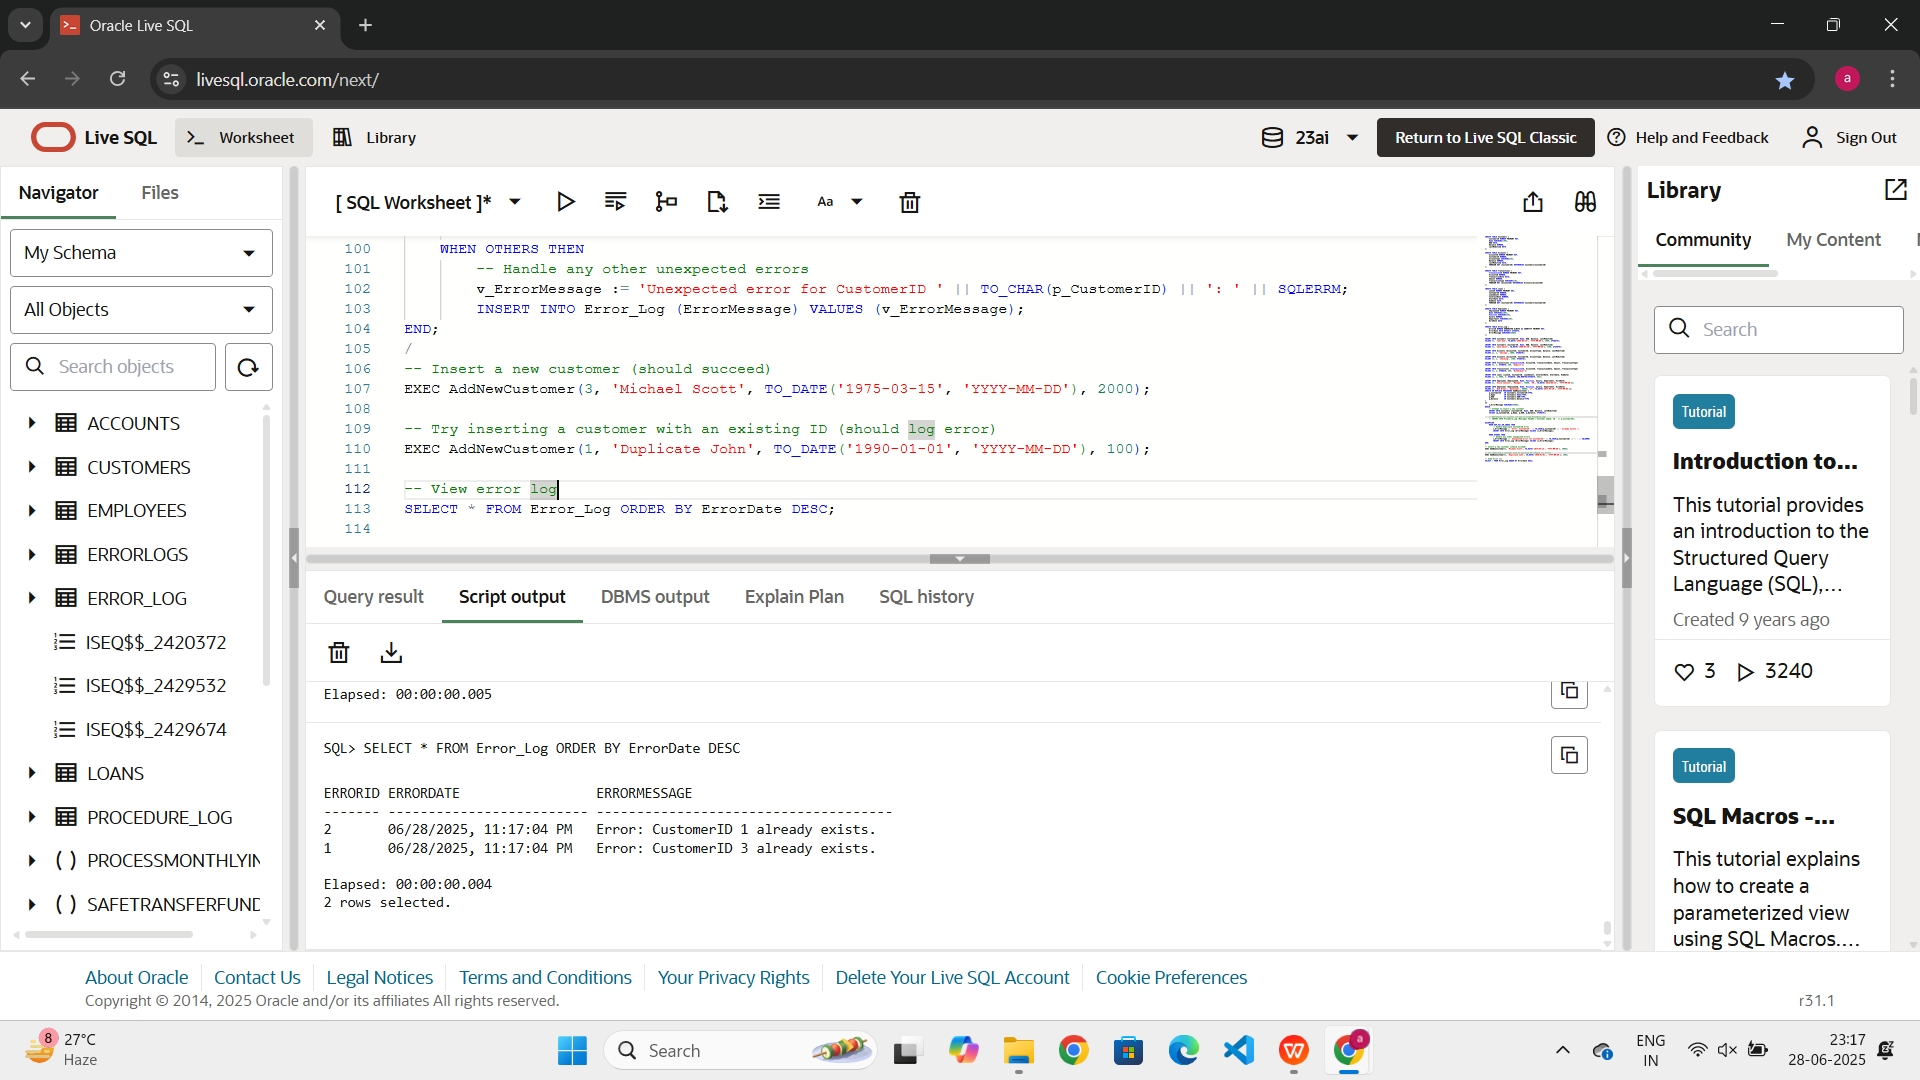 Oracle Live SQL
livesql.oracle.com/next/
a
Live SQL
Worksheet
Library
23ai
Return to Live SQL Classic
Help and Feedback
Sign Out
Navigator
Files
My Schema
All Objects
Search objects
ACCOUNTS
CUSTOMERS
EMPLOYEES
ERRORLOGS
ERROR_LOG
ISEQ$$_2420372
ISEQ$$_2429532
ISEQ$$_2429674
LOANS
PROCEDURE_LOG
PROCESSMONTHLYIN
SAFETRANSFERFUND
[ SQL Worksheet ]*
Aa
100 WHEN OTHERS THEN
101 -- Handle any other unexpected errors
102 v_ErrorMessage := 'Unexpected error for CustomerID ' || TO_CHAR(p_CustomerID) || ': ' || SQLERRM;
103 INSERT INTO Error_Log (ErrorMessage) VALUES (v_ErrorMessage);
104 END;
105 /
106 -- Insert a new customer (should succeed)
107 EXEC AddNewCustomer(3, 'Michael Scott', TO_DATE('1975-03-15', 'YYYY-MM-DD'), 2000);
108
109 -- Try inserting a customer with an existing ID (should log error)
110 EXEC AddNewCustomer(1, 'Duplicate John', TO_DATE('1990-01-01', 'YYYY-MM-DD'), 100);
111
112 -- View error log
113 SELECT * FROM Error_Log ORDER BY ErrorDate DESC;
114
Query result
Script output
DBMS output
Explain Plan
SQL history
Elapsed: 00:00:00.005
SQL> SELECT * FROM Error_Log ORDER BY ErrorDate DESC
ERRORID ERRORDATE ERRORMESSAGE
------- ------------------------- -------------------------------------
2 06/28/2025, 11:17:04 PM Error: CustomerID 1 already exists.
1 06/28/2025, 11:17:04 PM Error: CustomerID 3 already exists.
Elapsed: 00:00:00.004
2 rows selected.
Library
Community
My Content
Search
Tutorial
Introduction to...
This tutorial provides
an introduction to the
Structured Query
Language (SQL),...
Created 9 years ago
3
3240
Tutorial
SQL Macros -...
This tutorial explains
how to create a
parameterized view
using SQL Macros....
About Oracle
Contact Us
Legal Notices
Terms and Conditions
Your Privacy Rights
Delete Your Live SQL Account
Cookie Preferences
Copyright © 2014, 2025 Oracle and/or its affiliates All rights reserved.
r31.1
8
27°C
Haze
Search
a
ENG
IN
23:17
28-06-2025